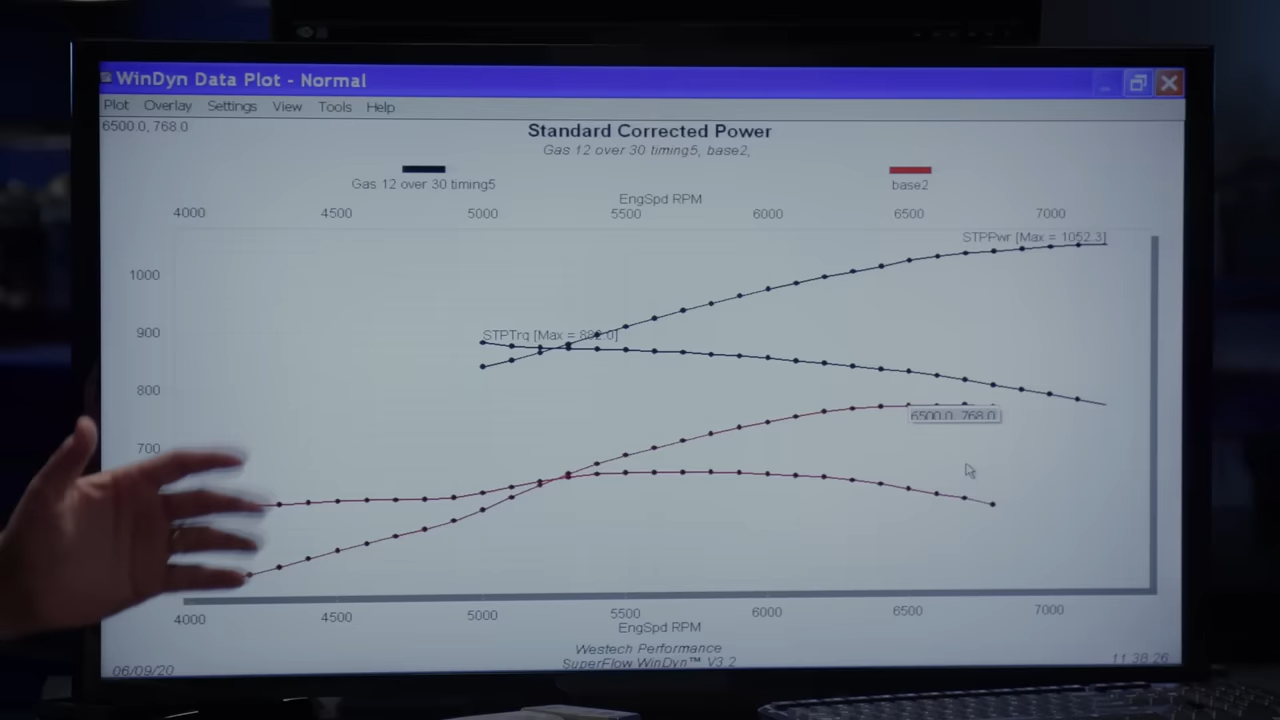 WinDyn Data Plot - Normal
Plot Overlay Settings View Tools Help
6500.0, 768.0
Standard Corrected Power
Gas 12 over 30 timing5, base2,
Gas 12 over 30 timing5 base2
EngSpd RPM
4000 4500 5000 5500 6000 6500 7000
STPPwr [Max = 1052.3]
1000
900
STPTrq [Max = 882.0]
800
6500.0, 768.0
700
4000 4500 5000 5500 6000 6500 7000
EngSpd RPM
Westech Performance
SuperFlow WinDyn™ V3.2
06/09/20 11:38:26